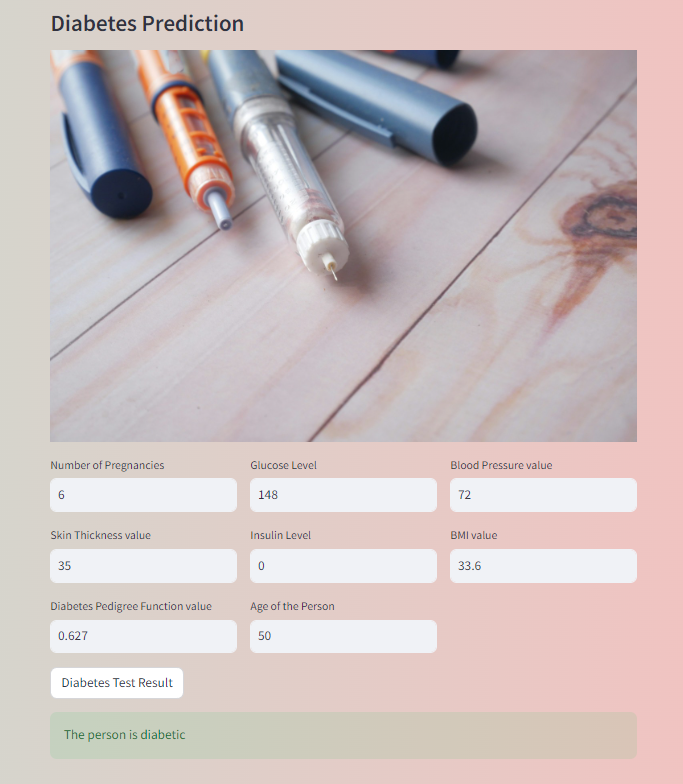 Diabetes Prediction
Number of Pregnancies
Glucose Level
Blood Pressure value
6
148
72
Skin Thickness value
Insulin Level
BMI value
35
0
33.6
Diabetes Pedigree Function value
Age of the Person
0.627
50
Diabetes Test Result
The person is diabetic